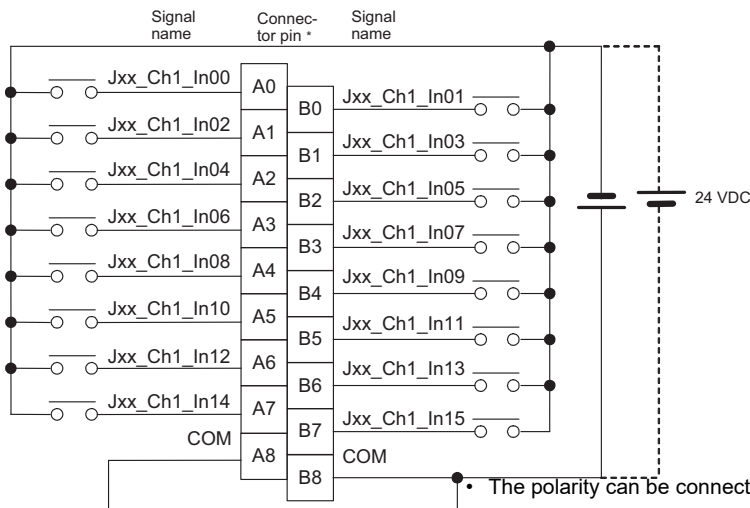 Signal name
Connec-tor pin *
Signal name
Jxx_Ch1_In00
A0
B0
Jxx_Ch1_In01
Jxx_Ch1_In02
A1
B1
Jxx_Ch1_In03
Jxx_Ch1_In04
A2
B2
Jxx_Ch1_In05
Jxx_Ch1_In06
A3
B3
Jxx_Ch1_In07
Jxx_Ch1_In08
A4
B4
Jxx_Ch1_In09
Jxx_Ch1_In10
A5
B5
Jxx_Ch1_In11
Jxx_Ch1_In12
A6
B6
Jxx_Ch1_In13
Jxx_Ch1_In14
A7
B7
Jxx_Ch1_In15
COM
A8
B8
COM
24 VDC
• The polarity can be connect